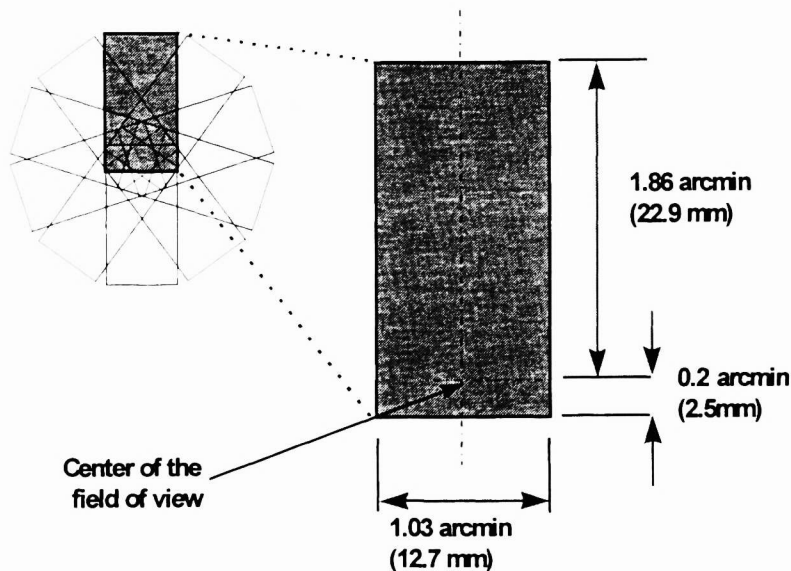 1.86 arcmin
(22.9 mm)
0.2 arcmin
(2.5mm)
Center of the
field of view
1.03 arcmin
(12.7 mm)